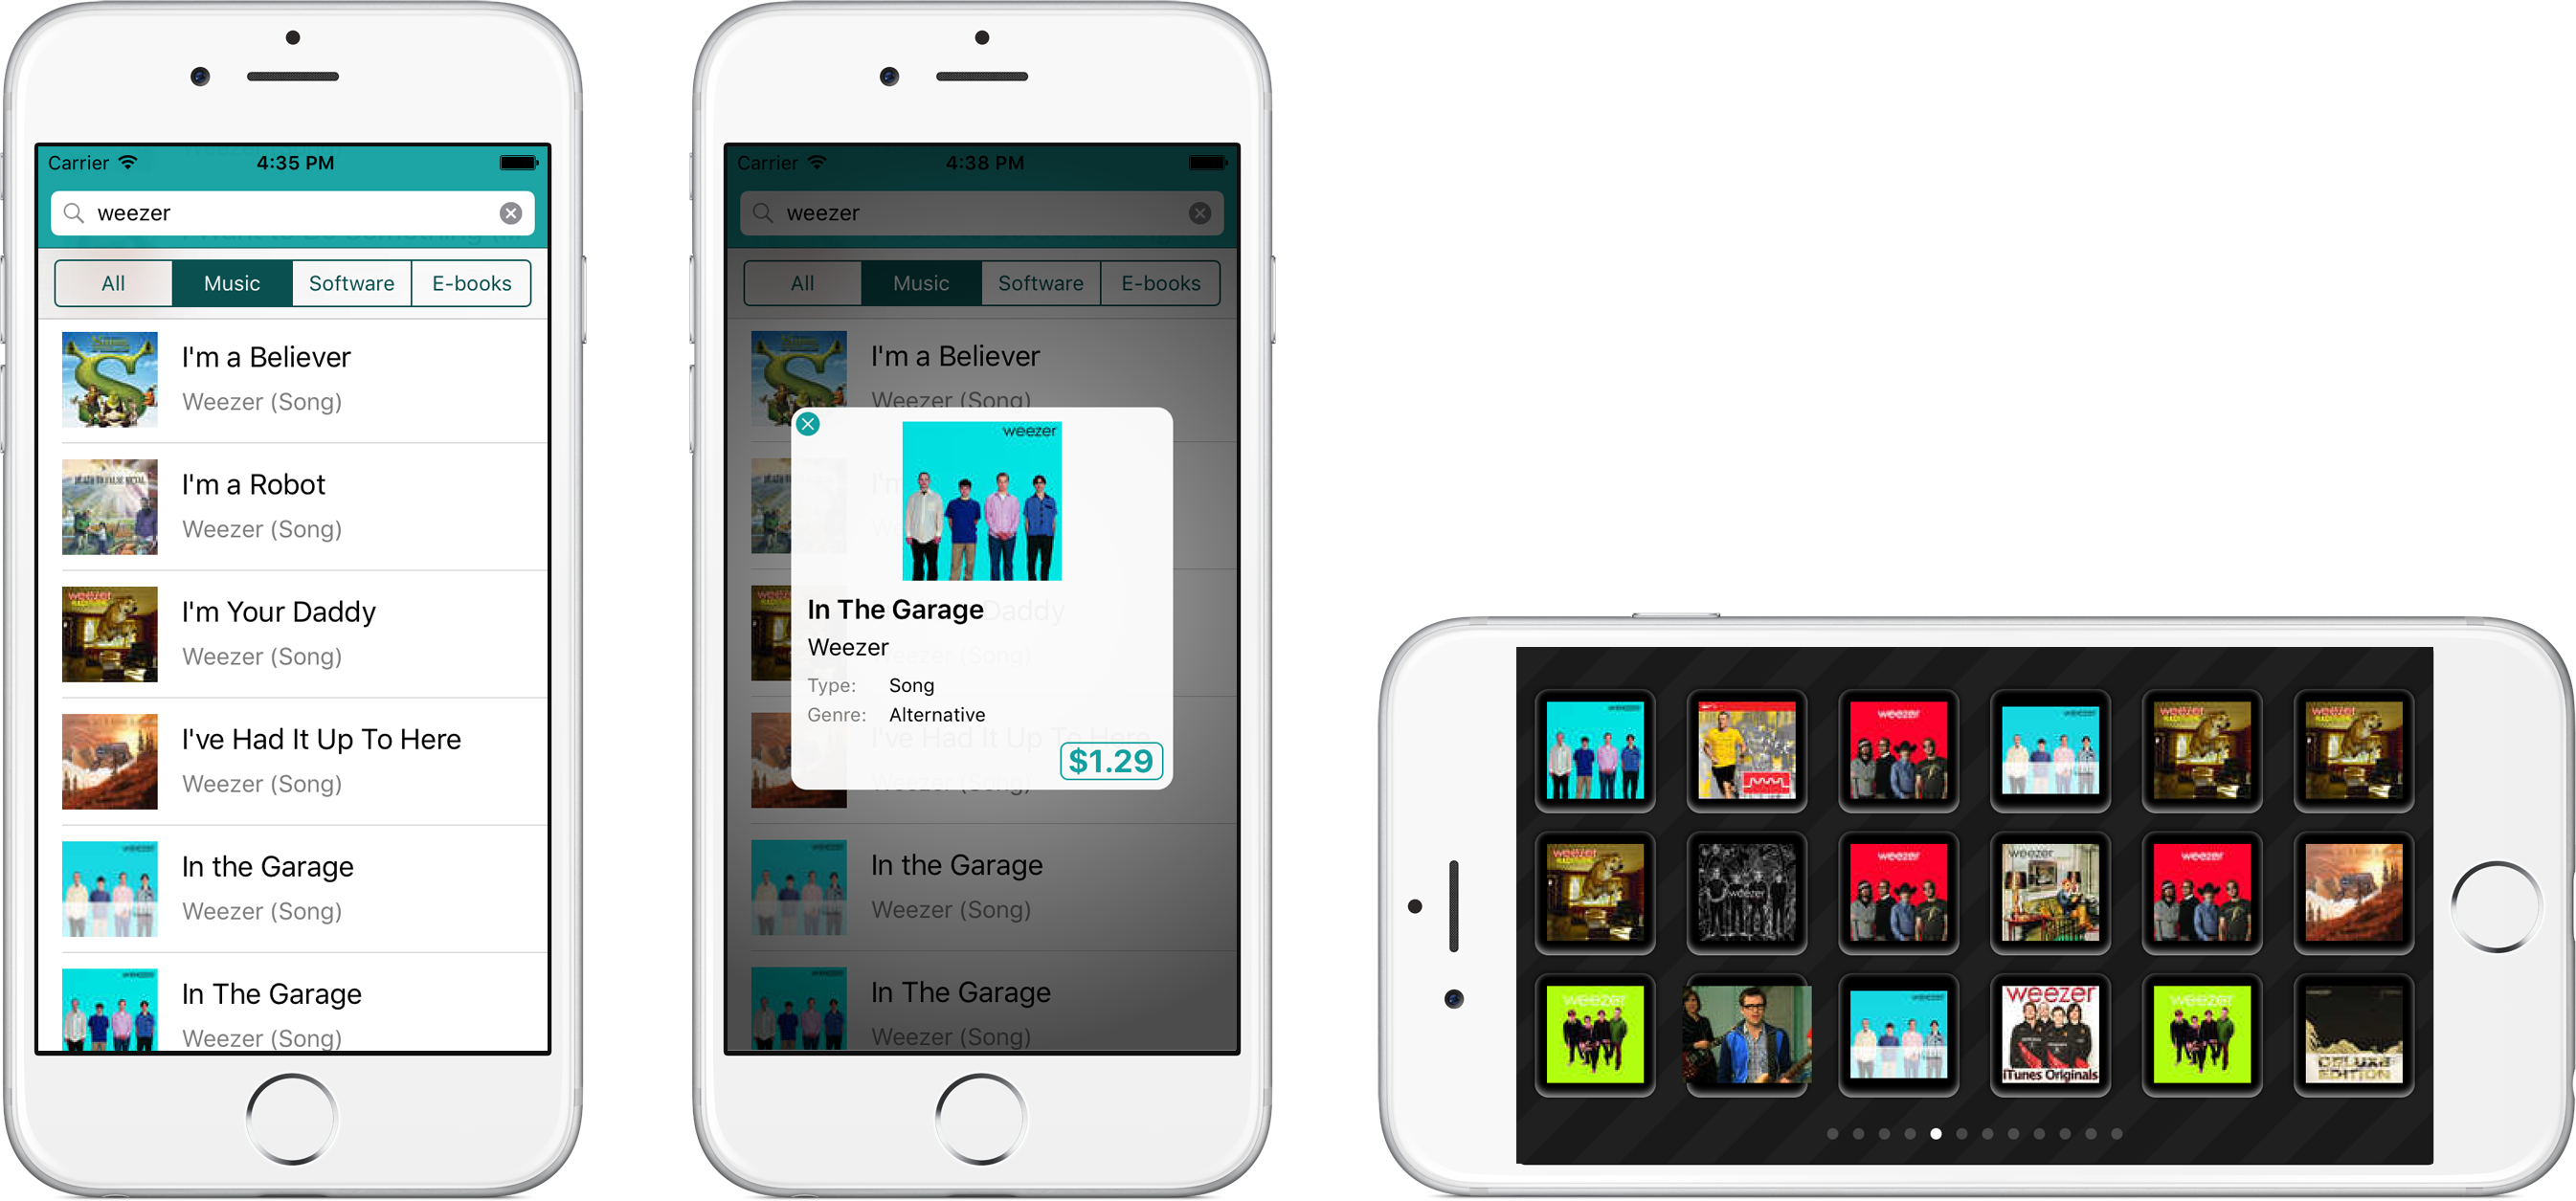 Carrier 4:35 PM
weezer
All Music Software E-books
I'm a Believer
Weezer (Song)
I'm a Robot
Weezer (Song)
I'm Your Daddy
Weezer (Song)
I've Had It Up To Here
Weezer (Song)
In the Garage
Weezer (Song)
In The Garage
Weezer (Song)
Carrier 4:38 PM
weezer
All Music Software E-books
I'm a Believer
Weezer (Song)
weezer
In The Garage
Weezer
Type: Song
Genre: Alternative
$1.29
In the Garage
Weezer (Song)
In The Garage
Weezer (Song)
weezer
weezer
weezer
weezer
weezer
weezer
weezer
weezer
weezer
iTunes Originals
weezer
DELUXE
EDITION